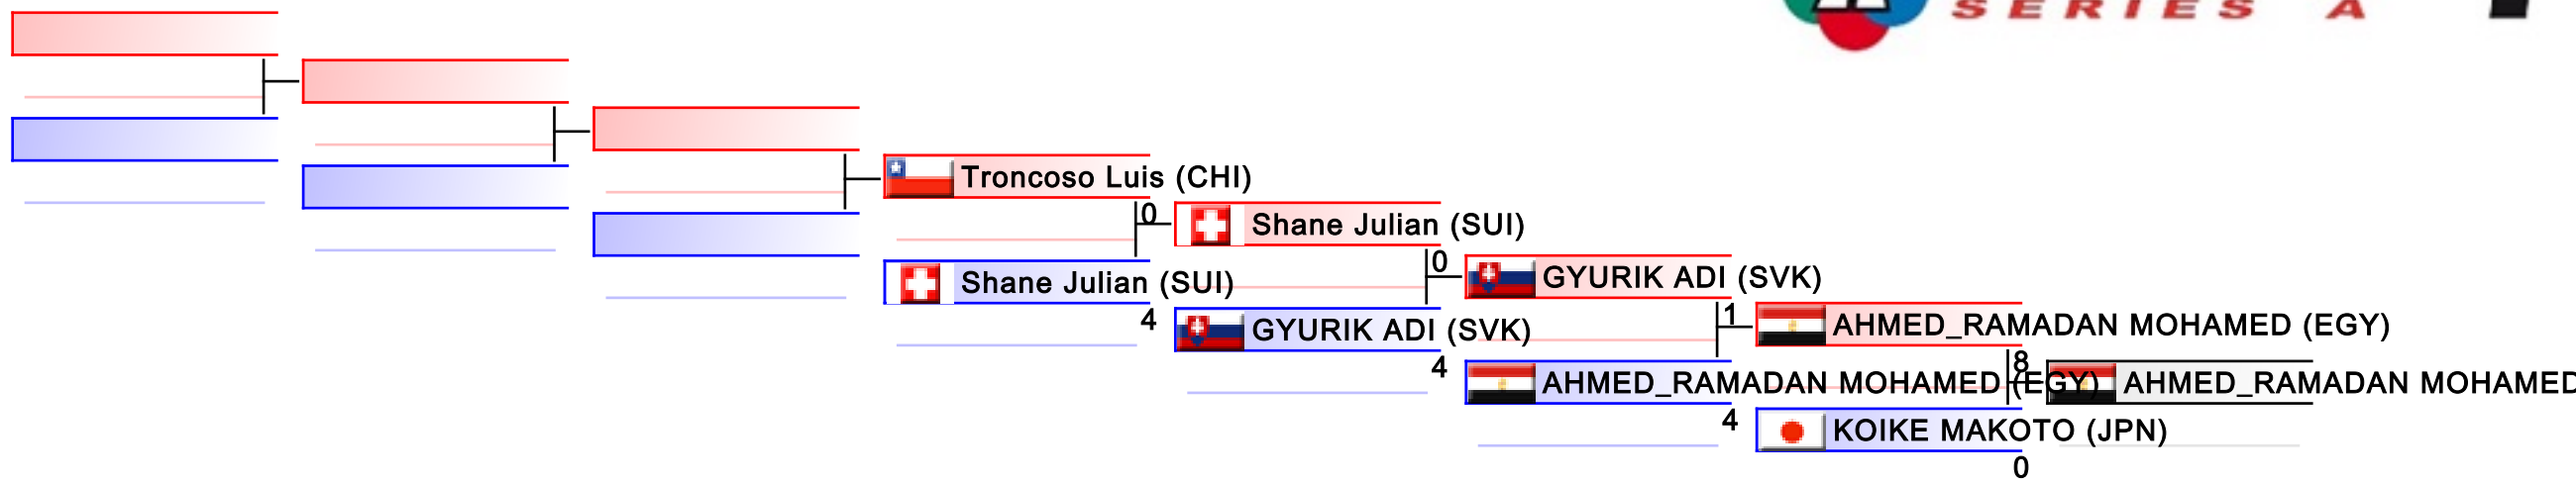 SERIES A
Troncoso Luis (CHI)
0
Shane Julian (SUI)
Shane Julian (SUI)
4
0
GYURIK ADI (SVK)
GYURIK ADI (SVK)
4
1
AHMED_RAMADAN MOHAMED (EGY)
AHMED_RAMADAN MOHAMED (EGY)
4
8
AHMED_RAMADAN MOHAMED
KOIKE MAKOTO (JPN)
0